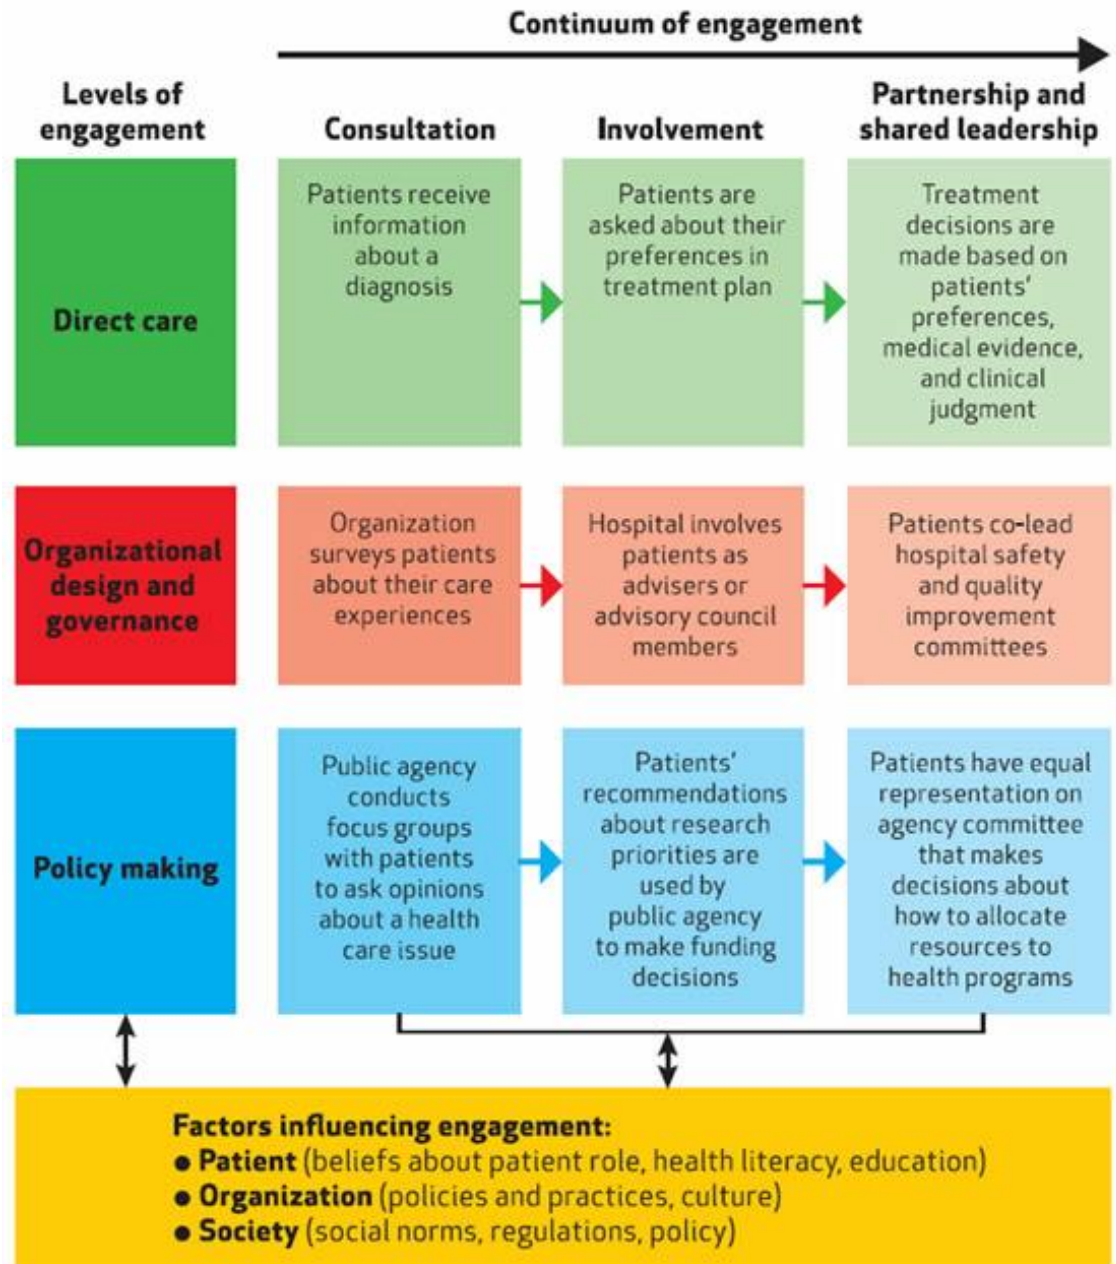 Continuum of engagement
Levels of
engagement
Consultation
Involvement
Partnership and
shared leadership
Direct care
Patients receive
information
about a
diagnosis
Patients are
asked about their
preferences in
treatment plan
Treatment
decisions are
made based on
patients'
preferences,
medical evidence,
and clinical
judgment
Organizational
design and
governance
Organization
surveys patients
about their care
experiences
Hospital involves
patients as
advisers or
advisory council
members
Patients co-lead
hospital safety
and quality
improvement
committees
Policy making
Public agency
conducts
focus groups
with patients
to ask opinions
about a health
care issue
Patients'
recommendations
about research
priorities are
used by
public agency
to make funding
decisions
Patients have equal
representation on
agency committee
that makes
decisions about
how to allocate
resources to
health programs
Factors influencing engagement:
● Patient (beliefs about patient role, health literacy, education)
● Organization (policies and practices, culture)
● Society (social norms, regulations, policy)